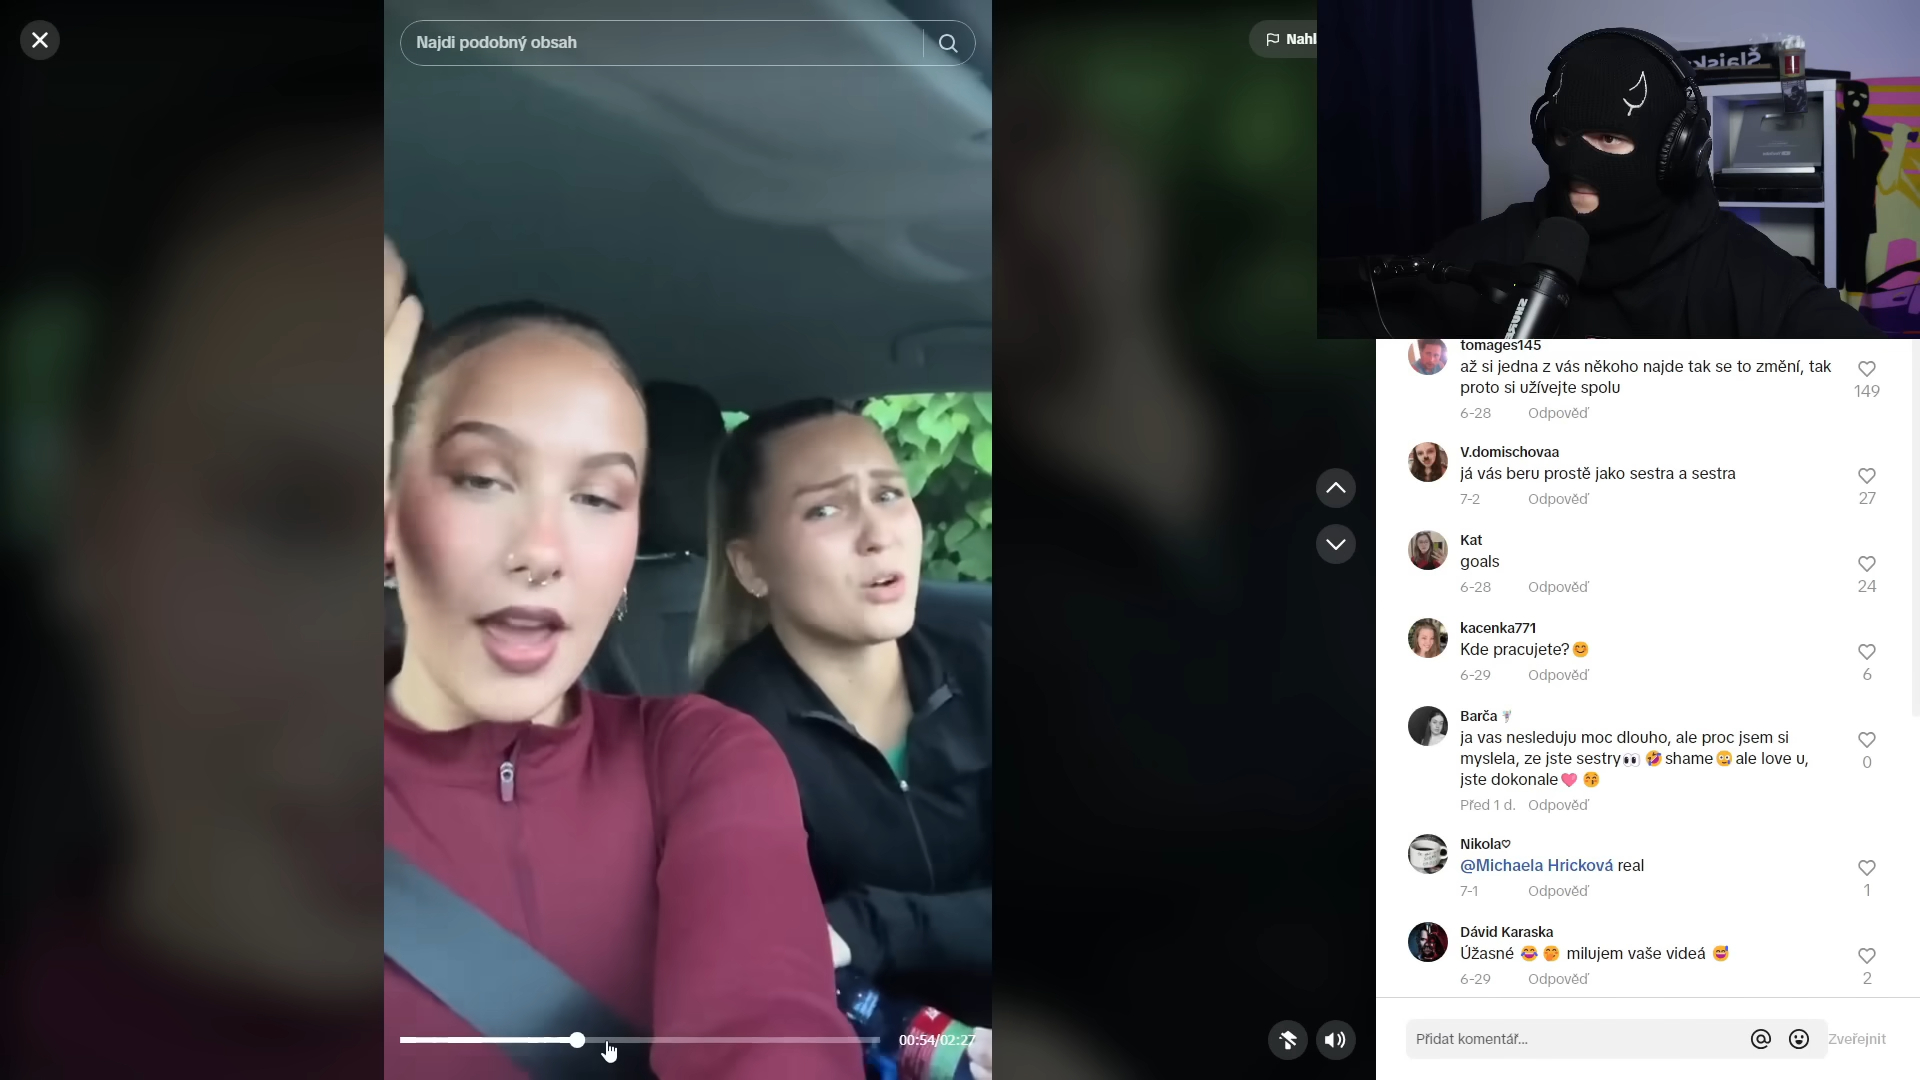 Najdi podobný obsah
Nahl
Šlajsk
SHURE
00:54/02:27
tomages145
až si jedna z vás někoho najde tak se to změní, tak
proto si užívejte spolu
149
6-28 Odpověď
V.domischovaa
já vás beru prostě jako sestra a sestra
27
7-2 Odpověď
Kat
goals
24
6-28 Odpověď
kacenka771
Kde pracujete?😊
6
6-29 Odpověď
Barča
ja vas nesleduju moc dlouho, ale proc jsem si
myslela, ze jste sestry👀 🤣shame😳ale love u,
jste dokonale💗 😚
0
Před 1 d. Odpověď
Nikola♡
@Michaela Hricková real
1
7-1 Odpověď
Dávid Karaska
Úžasné 😂 🤭 milujem vaše videá 😅
2
6-29 Odpověď
Přidat komentář...
Zveřejnit